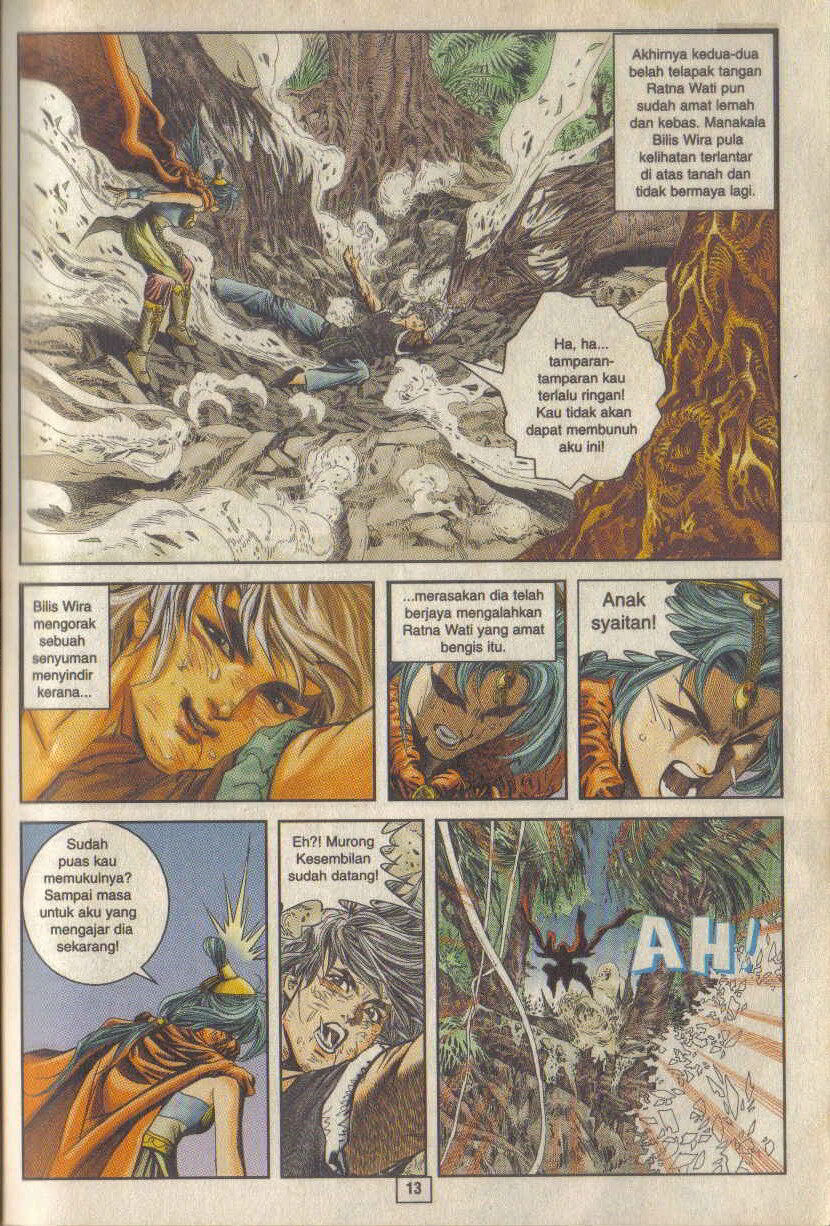 Akhirnya kedua-dua
belah telapak tangan
Ratna Wati pun
sudah amat lemah
dan kebas. Manakala
Bilis Wira pula
kelihatan terlantar
di atas tanah dan
tidak bermaya lagi.
Ha, ha...
tamparan-
tamparan kau
terlalu ringan!
Kau tidak akan
dapat membunuh
aku ini!
Bilis Wira
mengorak
sebuah
senyuman
menyindir
kerana...
...merasakan dia telah
berjaya mengalahkan
Ratna Wati yang amat
bengis itu.
Anak
syaitan!
Sudah
puas kau
memukulnya?
Sampai masa
untuk aku yang
mengajar dia
sekarang!
Eh?! Murong
Kesembilan
sudah datang!
AH!
13